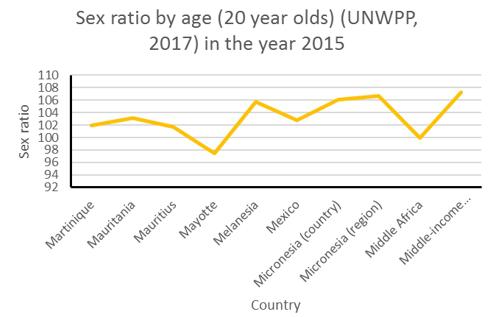 Sex ratio by age (20 year olds) (UNWPP,
2017) in the year 2015
110
108
106
104
102
100
98
96
94
92
Sex ratio
Martinique
Mauritania
Mauritius
Mayotte
Melanesia
Mexico
Micronesia (country)
Micronesia (region)
Middle Africa
Middle-income...
Country